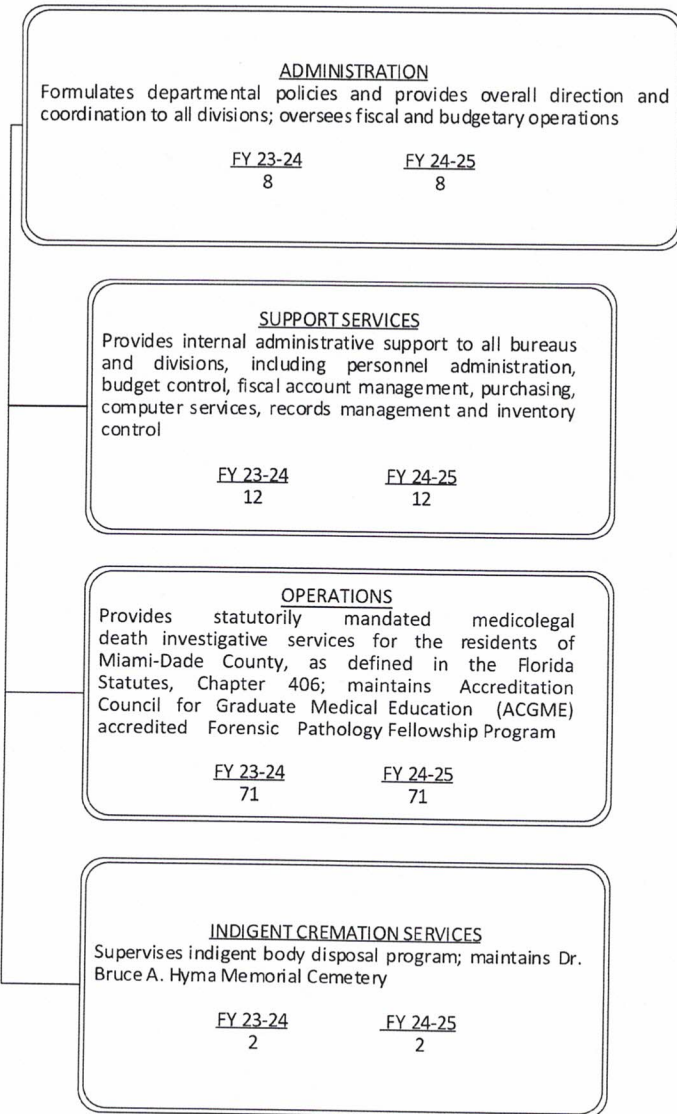 ADMINISTRATION
Formulates departmental policies and provides overall direction and
coordination to all divisions; oversees fiscal and budgetary operations
FY 23-24 FY 24-25
8 8
SUPPORT SERVICES
Provides internal administrative support to all bureaus
and divisions, including personnel administration,
budget control, fiscal account management, purchasing,
computer services, records management and inventory
control
FY 23-24 FY 24-25
12 12
OPERATIONS
Provides statutorily mandated medicolegal
death investigative services for the residents of
Miami-Dade County, as defined in the Florida
Statutes, Chapter 406; maintains Accreditation
Council for Graduate Medical Education (ACGME)
accredited Forensic Pathology Fellowship Program
FY 23-24 FY 24-25
71 71
INDIGENT CREMATION SERVICES
Supervises indigent body disposal program; maintains Dr.
Bruce A. Hyma Memorial Cemetery
FY 23-24 FY 24-25
2 2